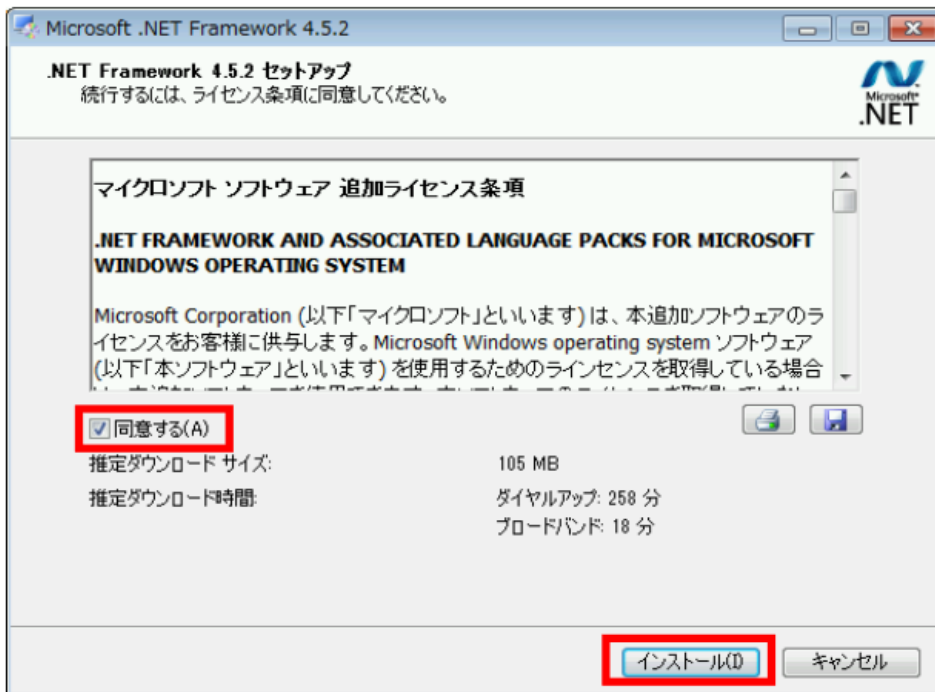 Microsoft .NET Framework 4.5.2
.NET Framework 4.5.2 セットアップ
続行するには、ライセンス条項に同意してください。
Microsoft
.NET
マイクロソフト ソフトウェア 追加ライセンス条項
.NET FRAMEWORK AND ASSOCIATED LANGUAGE PACKS FOR MICROSOFT
WINDOWS OPERATING SYSTEM
Microsoft Corporation (以下「マイクロソフト」といいます) は、本追加ソフトウェアのラ
イセンスをお客様に供与します。Microsoft Windows operating system ソフトウェア
(以下「本ソフトウェア」といいます) を使用するためのラインセンスを取得している場合
同意する(A)
推定ダウンロード サイズ:
105 MB
推定ダウンロード時間:
ダイヤルアップ: 258 分
ブロードバンド: 18 分
インストール(I)
キャンセル